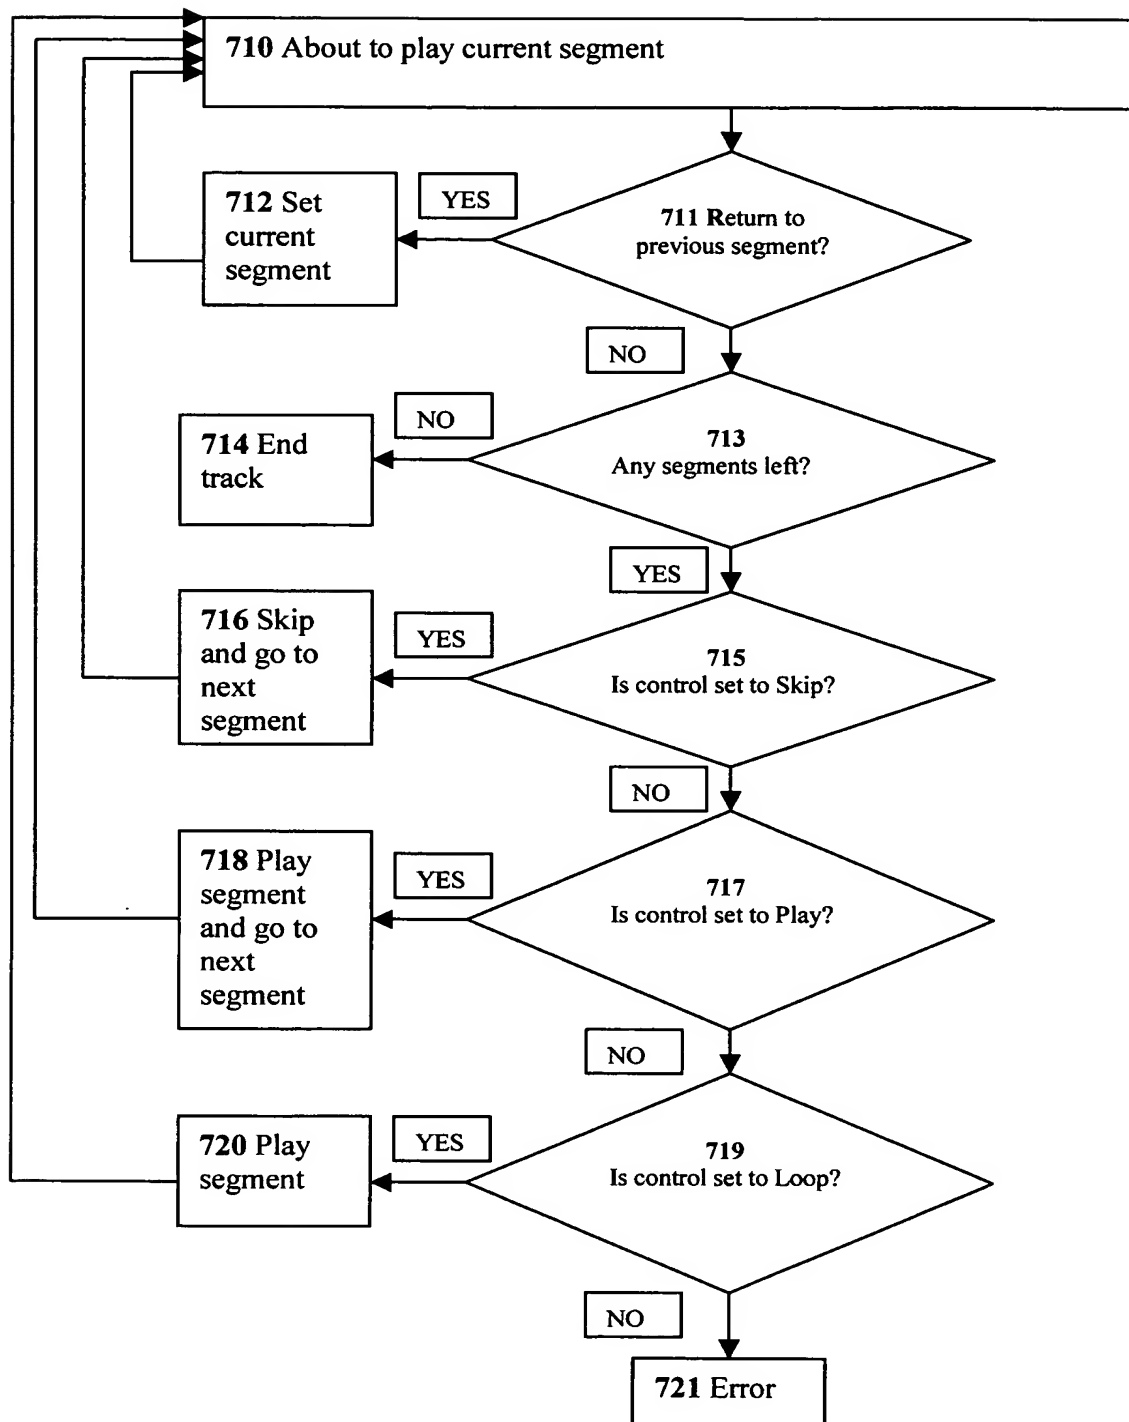 710 About to play current segment
712 Set
current
segment
YES
711 Return to
previous segment?
NO
714 End
track
NO
713
Any segments left?
YES
716 Skip
and go to
next
segment
YES
715
Is control set to Skip?
NO
718 Play
segment
and go to
next
segment
YES
717
Is control set to Play?
NO
720 Play
segment
YES
719
Is control set to Loop?
NO
721 Error